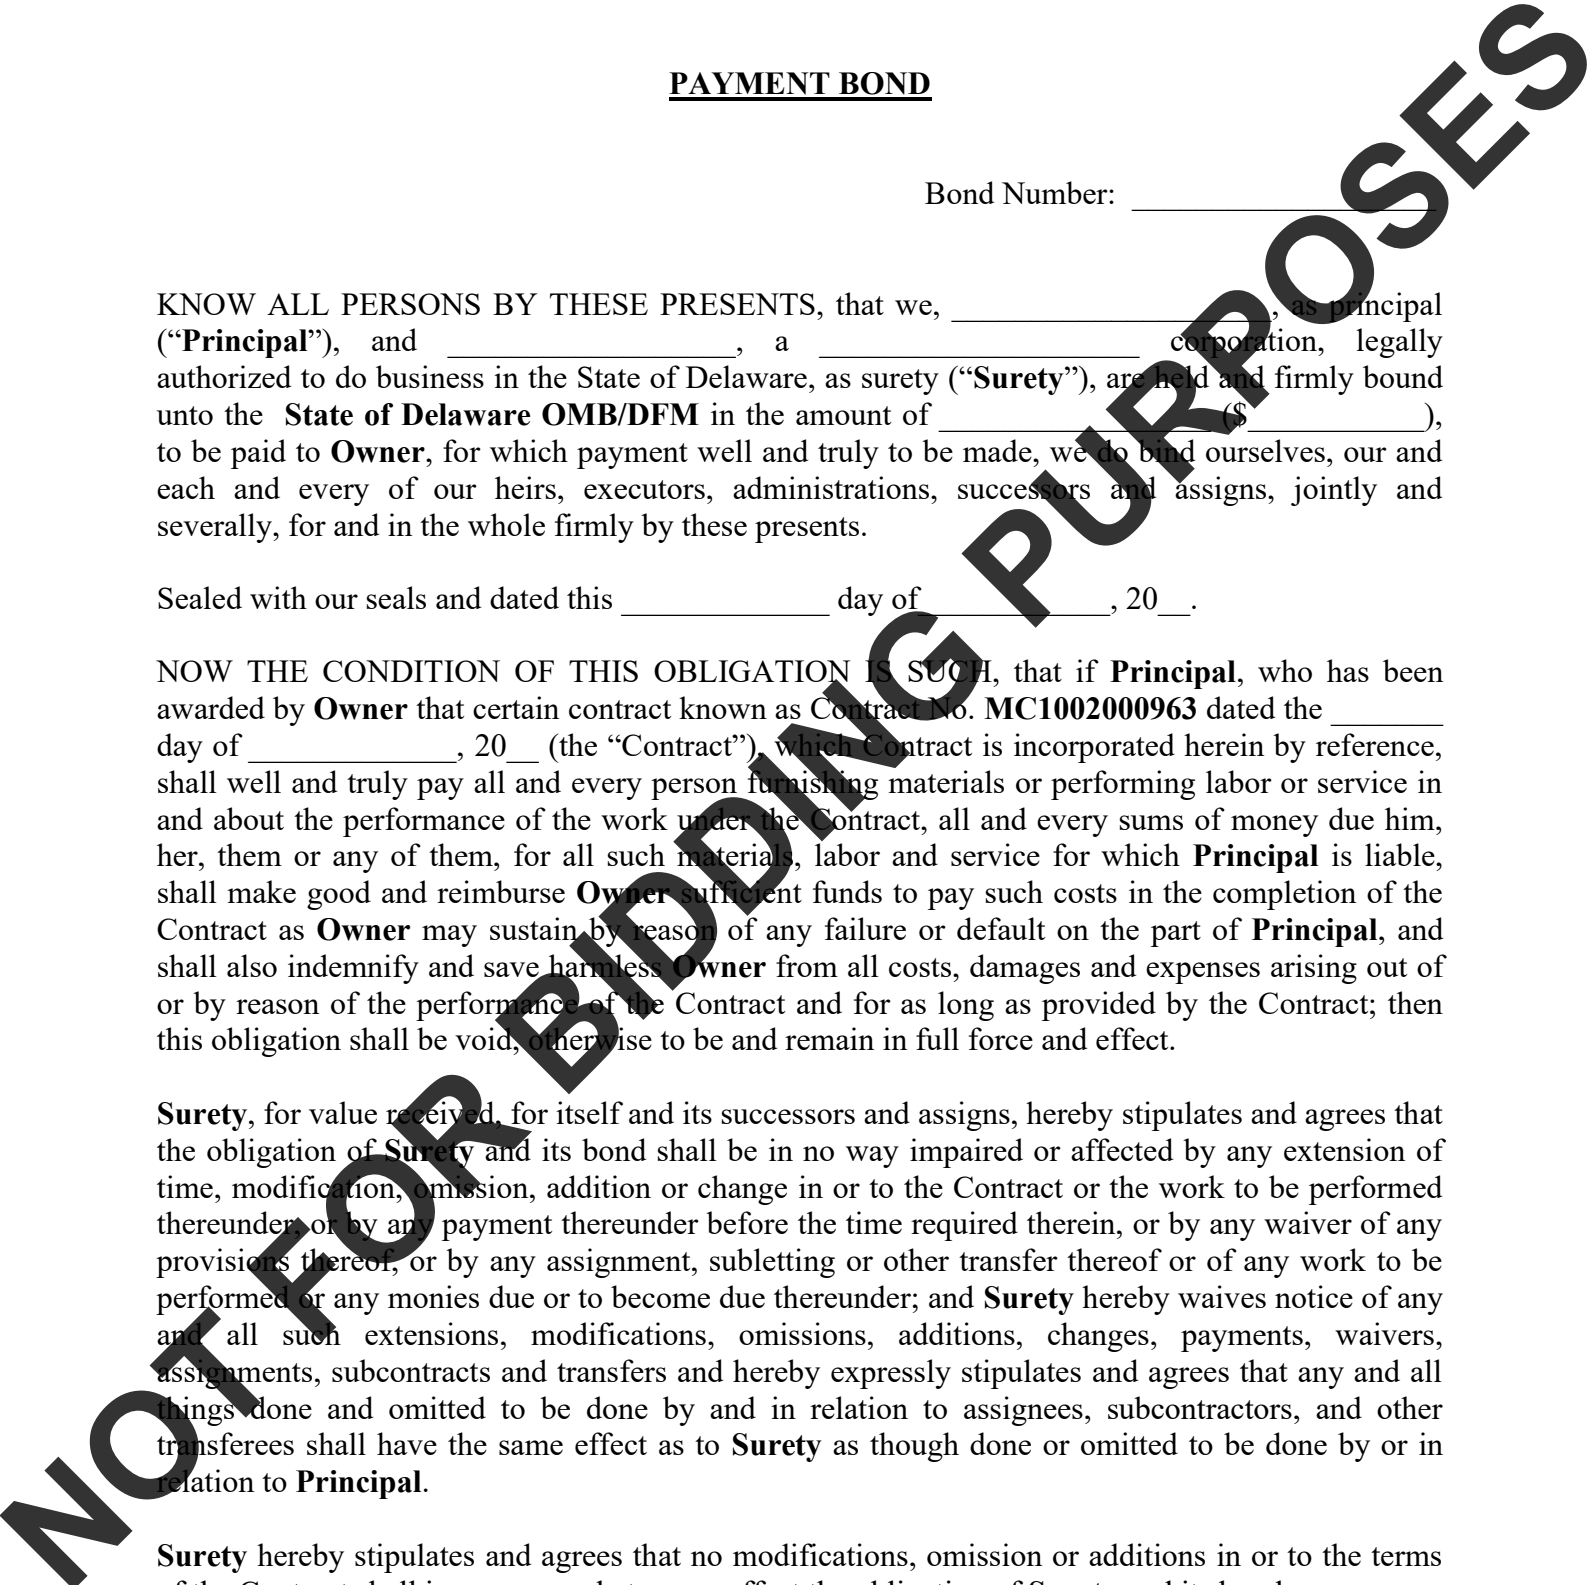 PAYMENT BOND
Bond Number: ___________________
KNOW ALL PERSONS BY THESE PRESENTS, that we, ____________________, as principal
(“Principal”), and __________________, a ____________________ corporation, legally
authorized to do business in the State of Delaware, as surety (“Surety”), are held and firmly bound
unto the State of Delaware OMB/DFM in the amount of _________________ ($___________),
to be paid to Owner, for which payment well and truly to be made, we do bind ourselves, our and
each and every of our heirs, executors, administrations, successors and assigns, jointly and
severally, for and in the whole firmly by these presents.
Sealed with our seals and dated this _____________ day of____________, 20__.
NOW THE CONDITION OF THIS OBLIGATION IS SUCH, that if Principal, who has been
awarded by Owner that certain contract known as Contract No. MC1002000963 dated the _______
day of _____________, 20__ (the “Contract”), which Contract is incorporated herein by reference,
shall well and truly pay all and every person furnishing materials or performing labor or service in
and about the performance of the work under the Contract, all and every sums of money due him,
her, them or any of them, for all such materials, labor and service for which Principal is liable,
shall make good and reimburse Owner sufficient funds to pay such costs in the completion of the
Contract as Owner may sustain by reason of any failure or default on the part of Principal, and
shall also indemnify and save harmless Owner from all costs, damages and expenses arising out of
or by reason of the performance of the Contract and for as long as provided by the Contract; then
this obligation shall be void, otherwise to be and remain in full force and effect.
Surety, for value received, for itself and its successors and assigns, hereby stipulates and agrees that
the obligation of Surety and its bond shall be in no way impaired or affected by any extension of
time, modification, omission, addition or change in or to the Contract or the work to be performed
thereunder, or by any payment thereunder before the time required therein, or by any waiver of any
provisions thereof, or by any assignment, subletting or other transfer thereof or of any work to be
performed or any monies due or to become due thereunder; and Surety hereby waives notice of any
and all such extensions, modifications, omissions, additions, changes, payments, waivers,
assignments, subcontracts and transfers and hereby expressly stipulates and agrees that any and all
things done and omitted to be done by and in relation to assignees, subcontractors, and other
transferees shall have the same effect as to Surety as though done or omitted to be done by or in
relation to Principal.
Surety hereby stipulates and agrees that no modifications, omission or additions in or to the terms
NOT FOR BIDDING PURPOSES